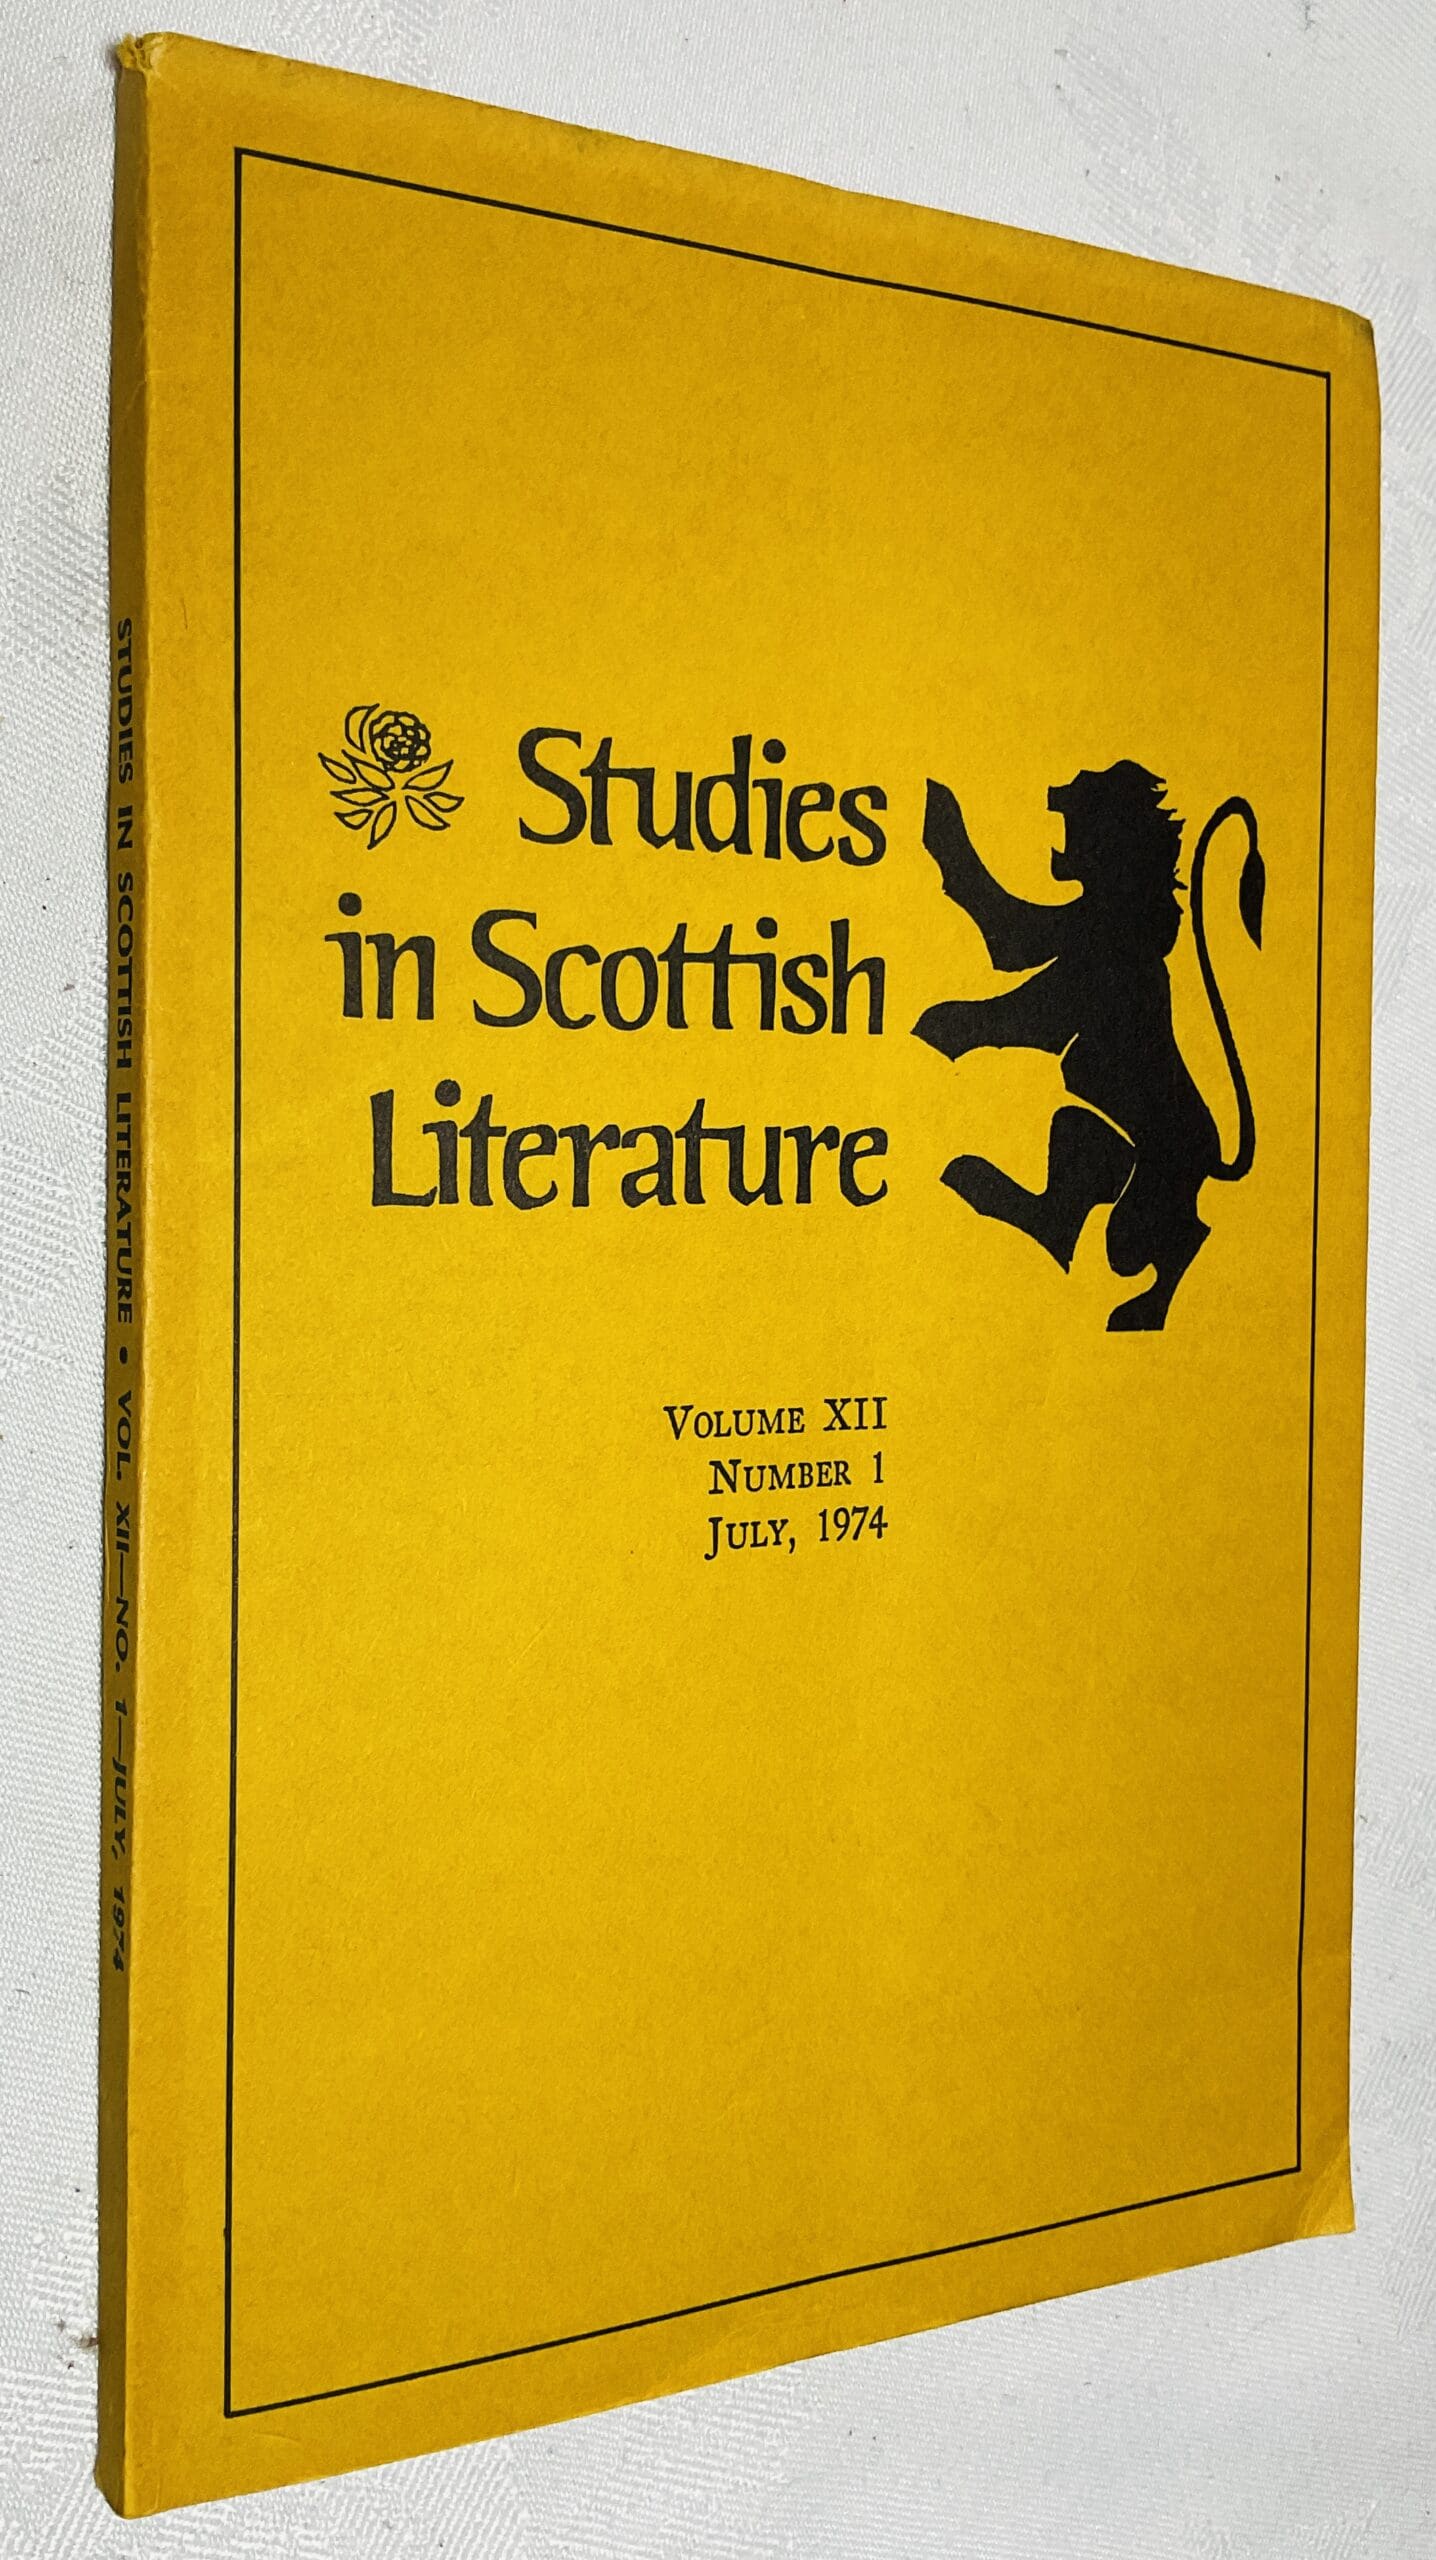 STUDIES IN SCOTTISH LITERATURE • VOL. XII—NO. 1—JULY, 1974
Studies
in Scottish
Literature
VOLUME XII
NUMBER 1
JULY, 1974